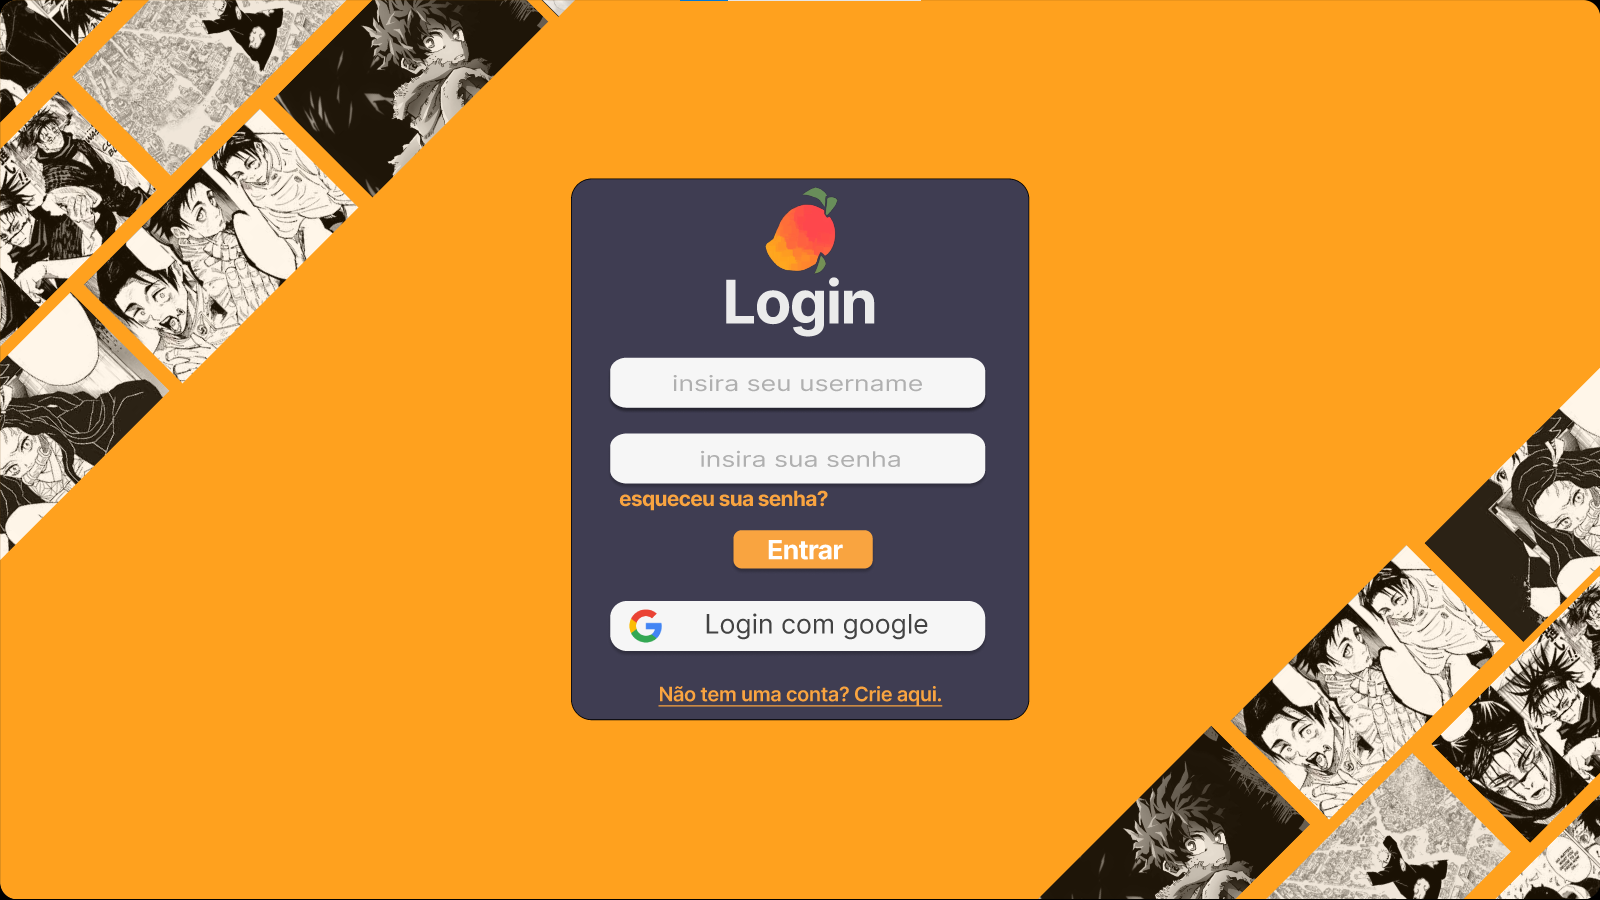 Login
insira seu username
insira sua senha
esqueceu sua senha?
Entrar
Login com google
Não tem uma conta? Crie aqui.